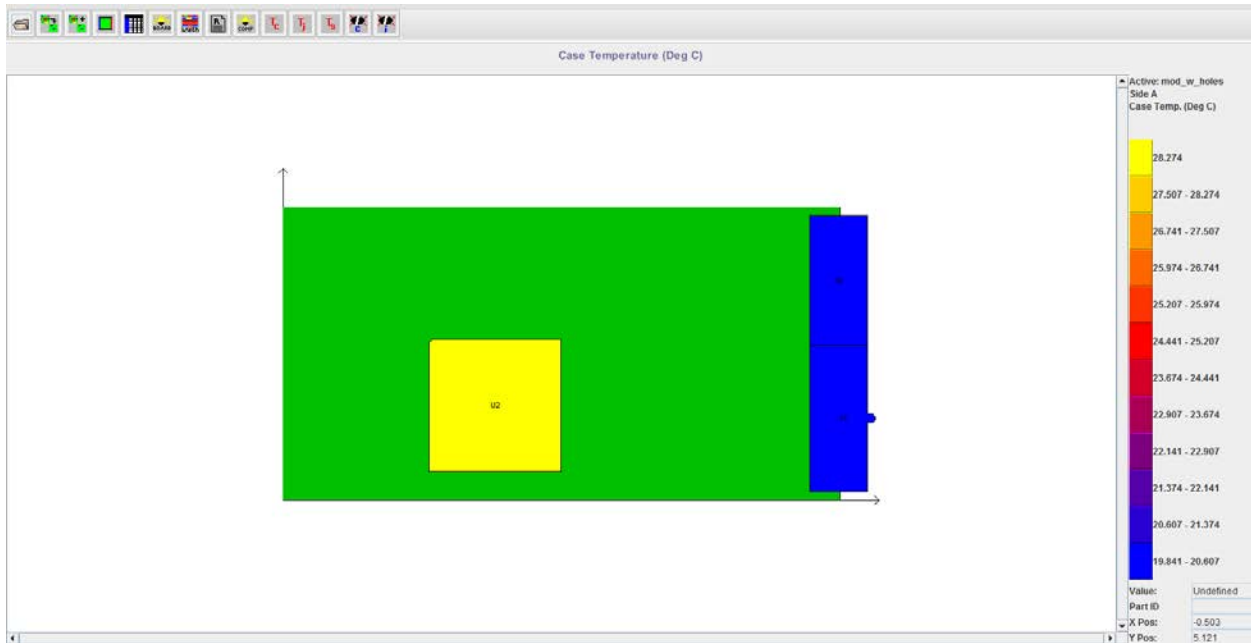 BOARD
LAYER
COMP
Case Temperature (Deg C)
Active: mod_w_holes
Side A
Case Temp. (Deg C)
28.274
27.507 - 28.274
26.741 - 27.507
25.974 - 26.741
25.207 - 25.974
24.441 - 25.207
23.674 - 24.441
22.907 - 23.674
22.141 - 22.907
21.374 - 22.141
20.607 - 21.374
19.841 - 20.607
U2
Value: Undefined
Part ID
X Pos: -0.503
Y Pos: 5.121